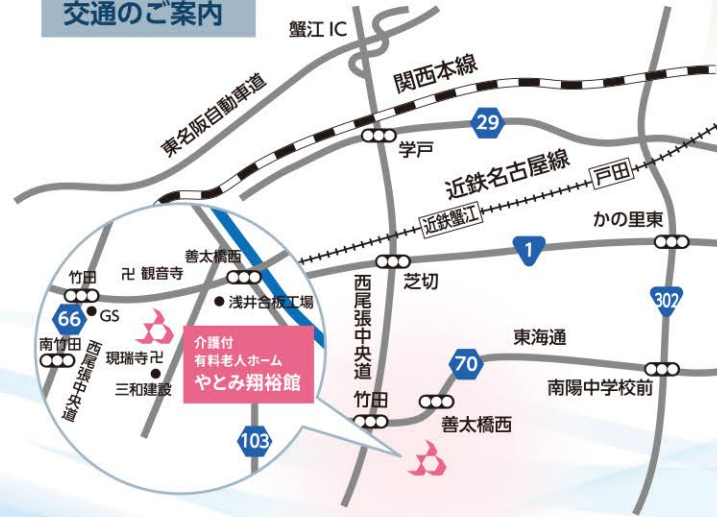 交通のご案内
蟹江 IC
東名阪自動車道
関西本線
29
学戸
近鉄名古屋線
戸田
近鉄蟹江
かの里東
1
芝切
西尾張中央道
302
東海通
70
南陽中学校前
竹田
善太橋西
善太橋西
卍 観音寺
竹田
浅井合板工場
66
GS
南竹田
西尾張中央道
現瑞寺卍
三和建設
介護付
有料老人ホーム
やとみ翔裕館
103